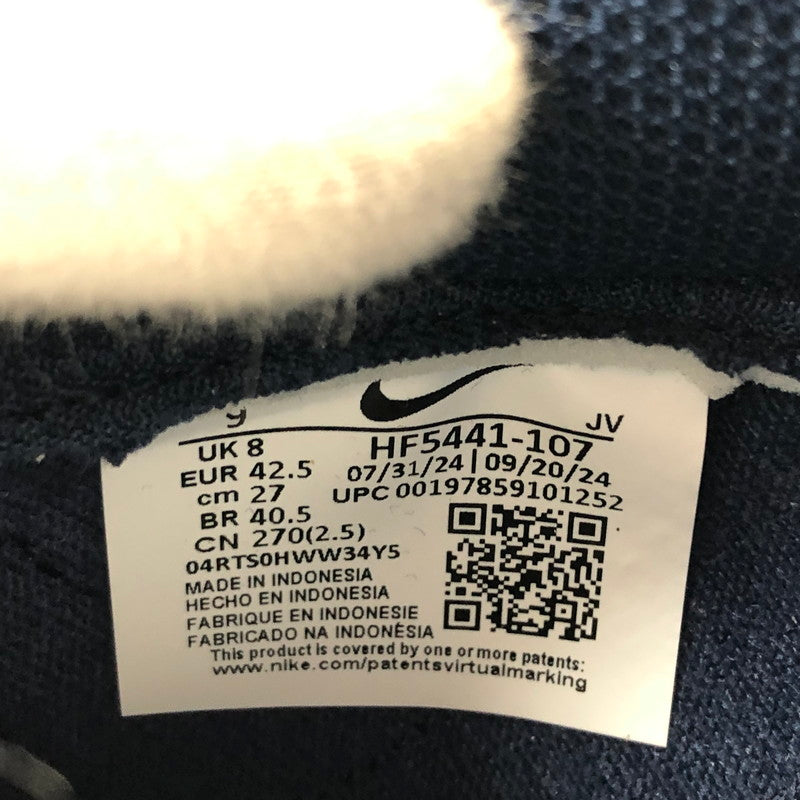 9
JV
UK 8
HF5441-107
EUR 42.5
07/31/24 | 09/20/24
cm 27
UPC 00197859101252
BR 40.5
CN 270(2.5)
04RTS0HWW34Y5
MADE IN INDONESIA
HECHO EN INDONESIA
FABRIQUE EN INDONESIE
FABRICADO NA INDONÉSIA
This product is covered by one or more patents:
www.nike.com/patentsvirtualmarking